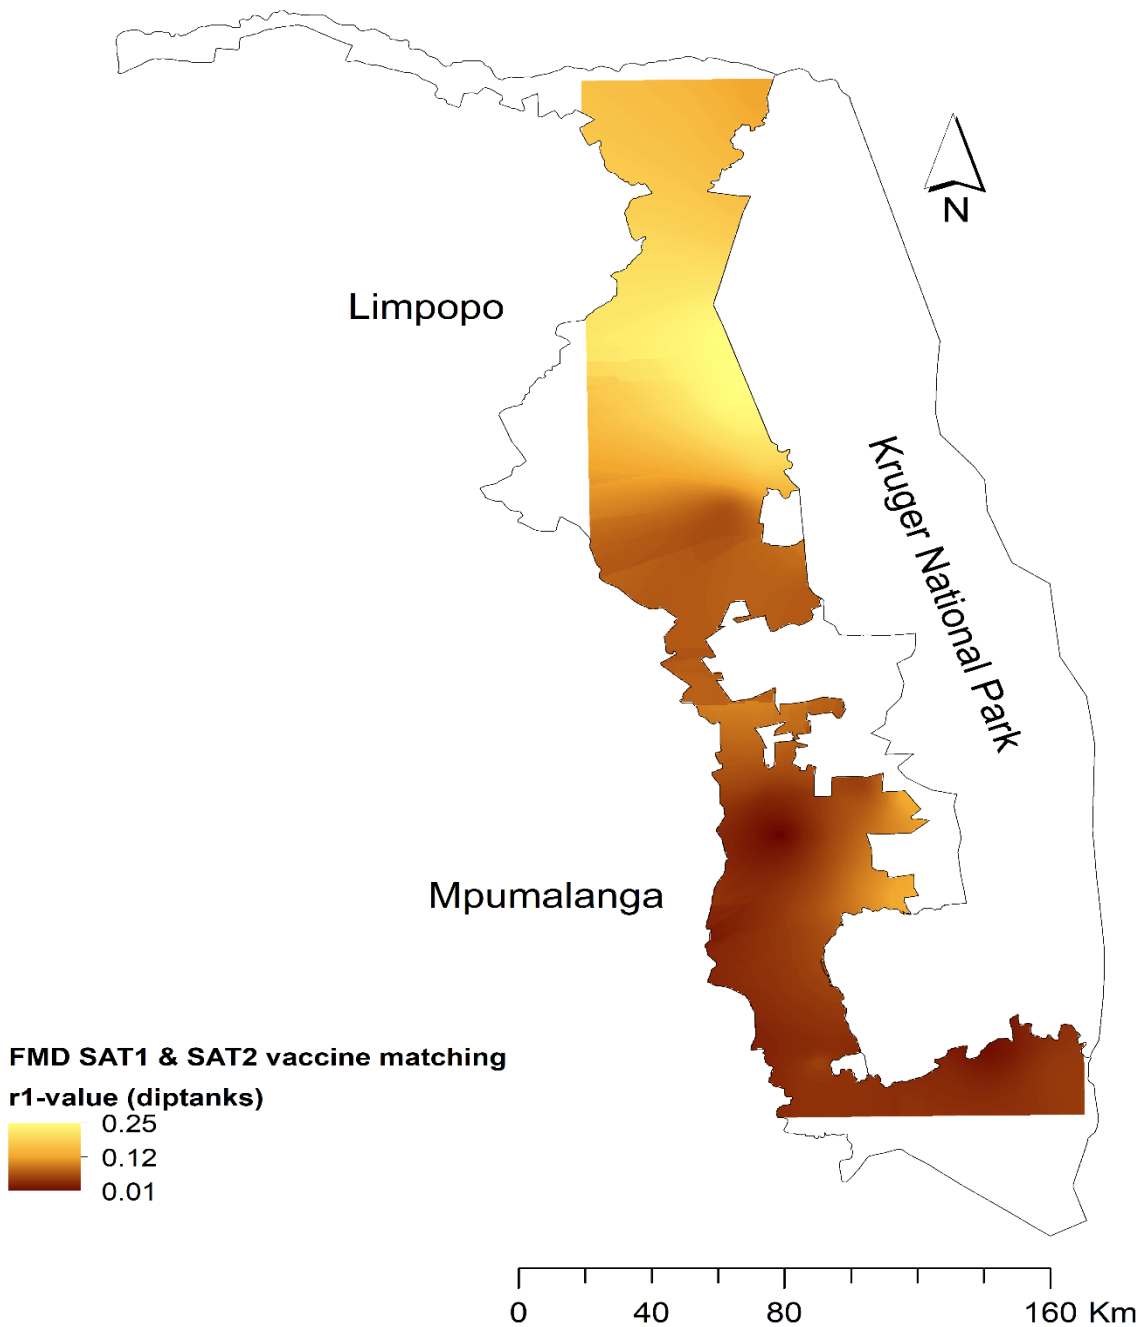 N
Limpopo
Kruger National Park
Mpumalanga
FMD SAT1 & SAT2 vaccine matching
r1-value (diptanks)
0.25
0.12
0.01
0 40 80 160 Km